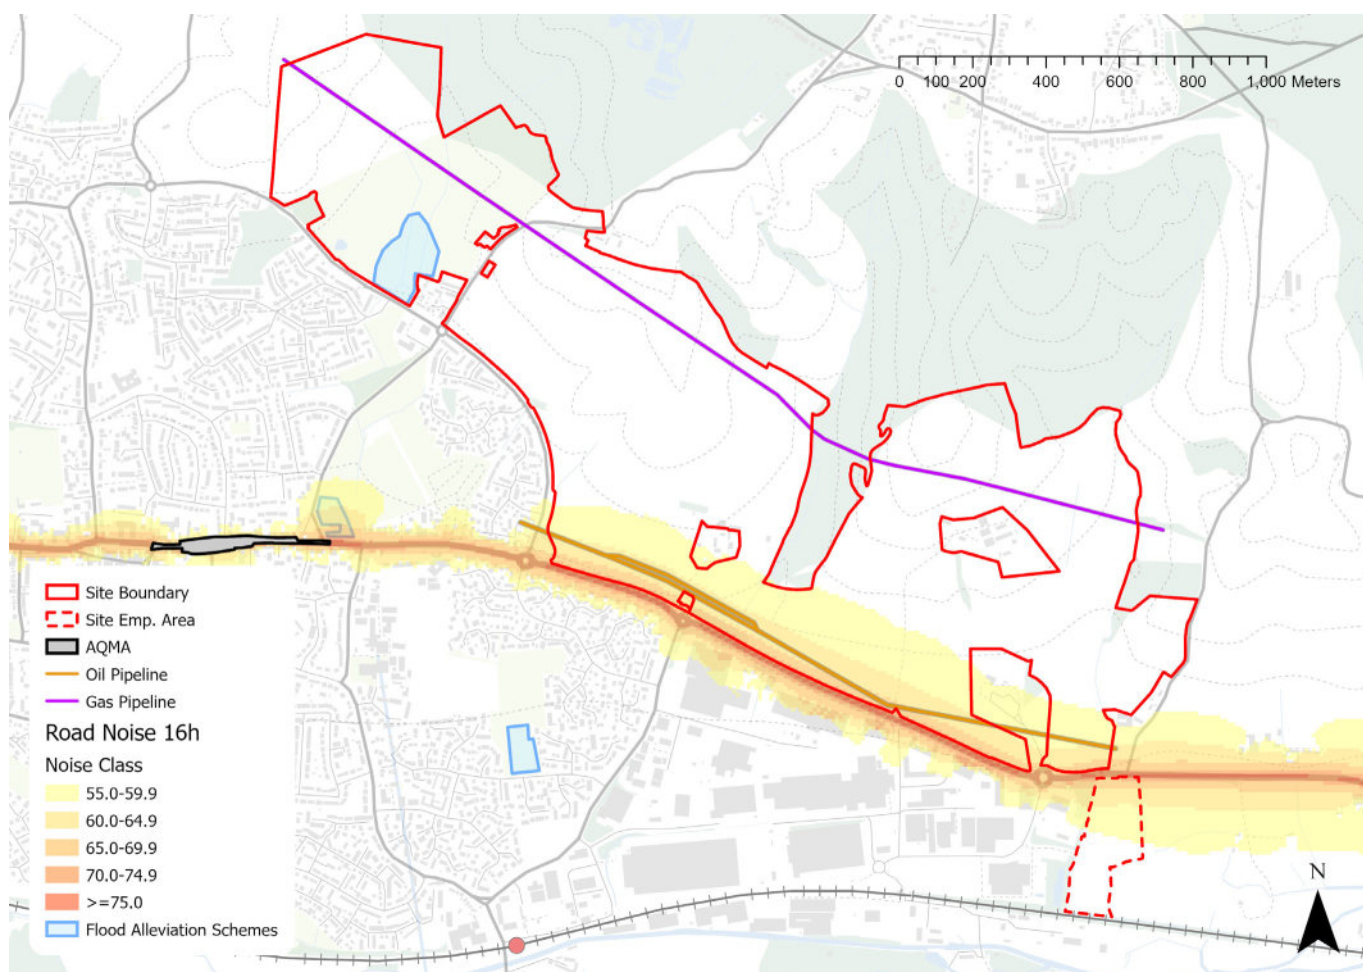 0 100 200 400 600 800 1,000 Meters
Site Boundary
Site Emp. Area
AQMA
Oil Pipeline
Gas Pipeline
Road Noise 16h
Noise Class
55.0-59.9
60.0-64.9
65.0-69.9
70.0-74.9
>=75.0
Flood Alleviation Schemes
N